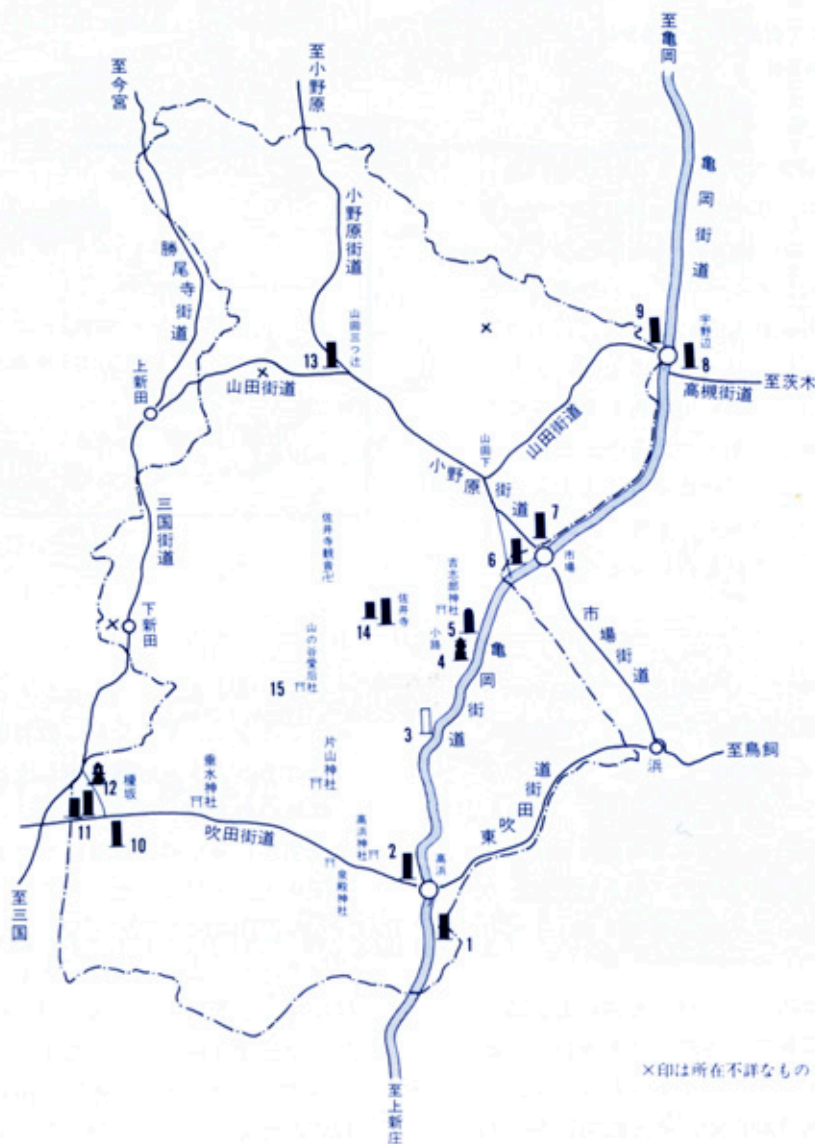 至亀岡
至小野原
至今宮
亀岡街道
小野原街道
勝尾寺街道
山田三つ辻
宇野辺
9
8
13
高槻街道
至茨木
山田街道
上新田
山田街道
山田下
小野原街道
三国街道
7
6
市場
佐井寺観音卍
吉志部神社
佐井寺
14
5
小路
4
下新田
市場街道
山の谷愛宕社
15
亀岡街道
3
浜
至鳥飼
片山神社
12
榎坂
垂水神社
東吹田街道
11
10
吹田街道
高浜神社
2
高浜
泉殿神社
至三国
1
至上新庄
×印は所在不詳なもの